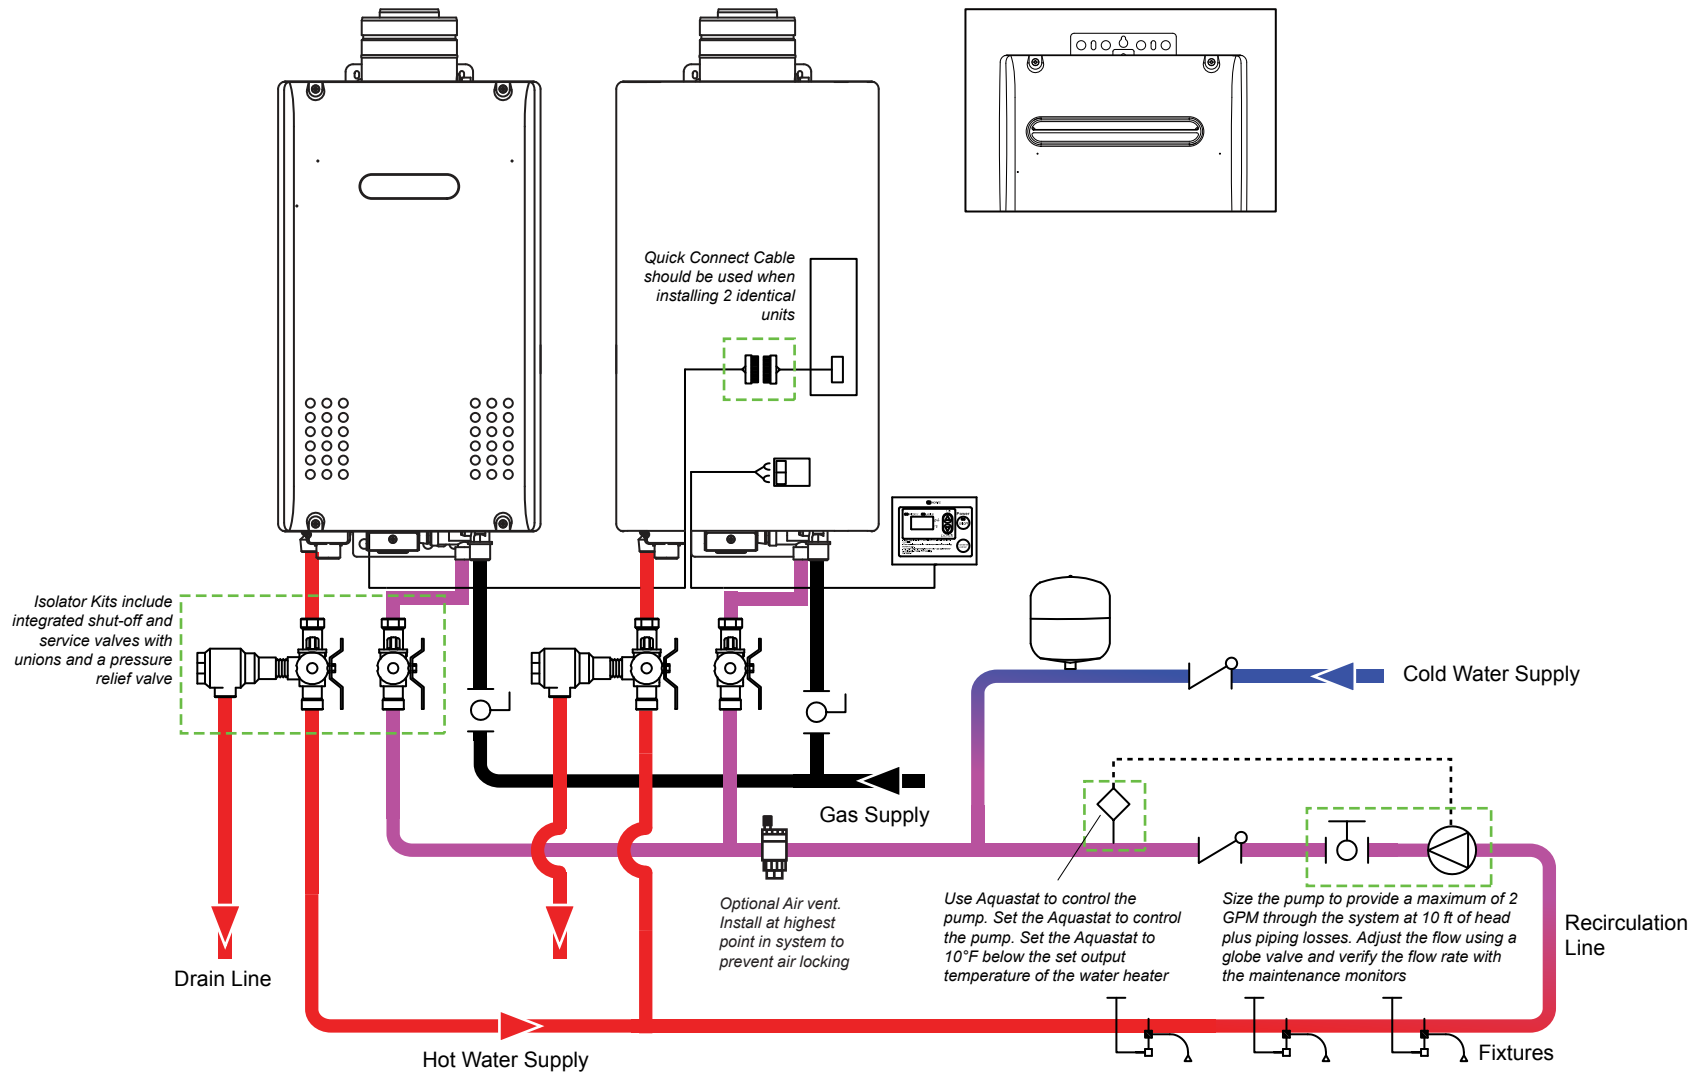 Quick Connect Cable
should be used when
installing 2 identical
units
Isolator Kits include
integrated shut-off and
service valves with
unions and a pressure
relief valve
Cold Water Supply
Gas Supply
Optional Air vent.
Install at highest
point in system to
prevent air locking
Use Aquastat to control the
pump. Set the Aquastat to control
the pump. Set the Aquastat to
10°F below the set output
temperature of the water heater
Size the pump to provide a maximum of 2
GPM through the system at 10 ft of head
plus piping losses. Adjust the flow using a
globe valve and verify the flow rate with
the maintenance monitors
Recirculation
Line
Drain Line
Hot Water Supply
Fixtures